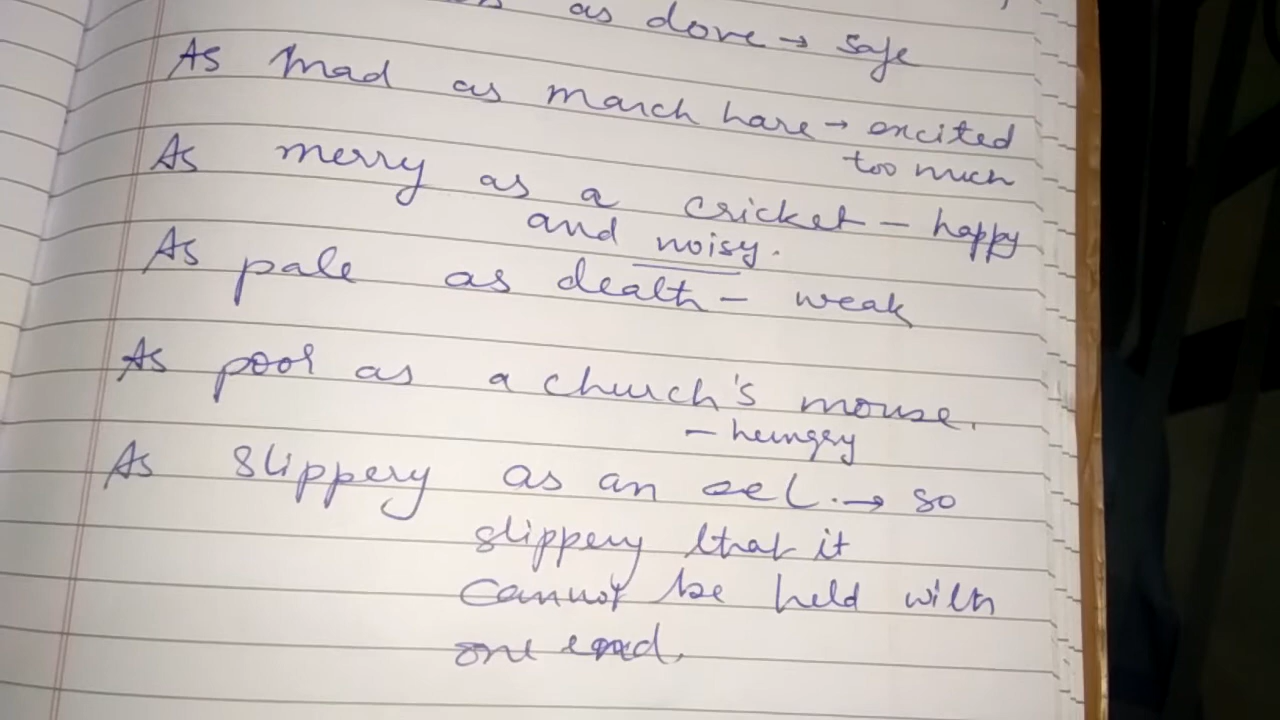 as dove → safe
As mad as march hare → encited
too much
As merry as a cricket – happy
and noisy.
As pale as death – weak
As poor as a church's mouse.
– hungry
As slippery as an eel. → so
slippery that it
cannot be held with
one end.